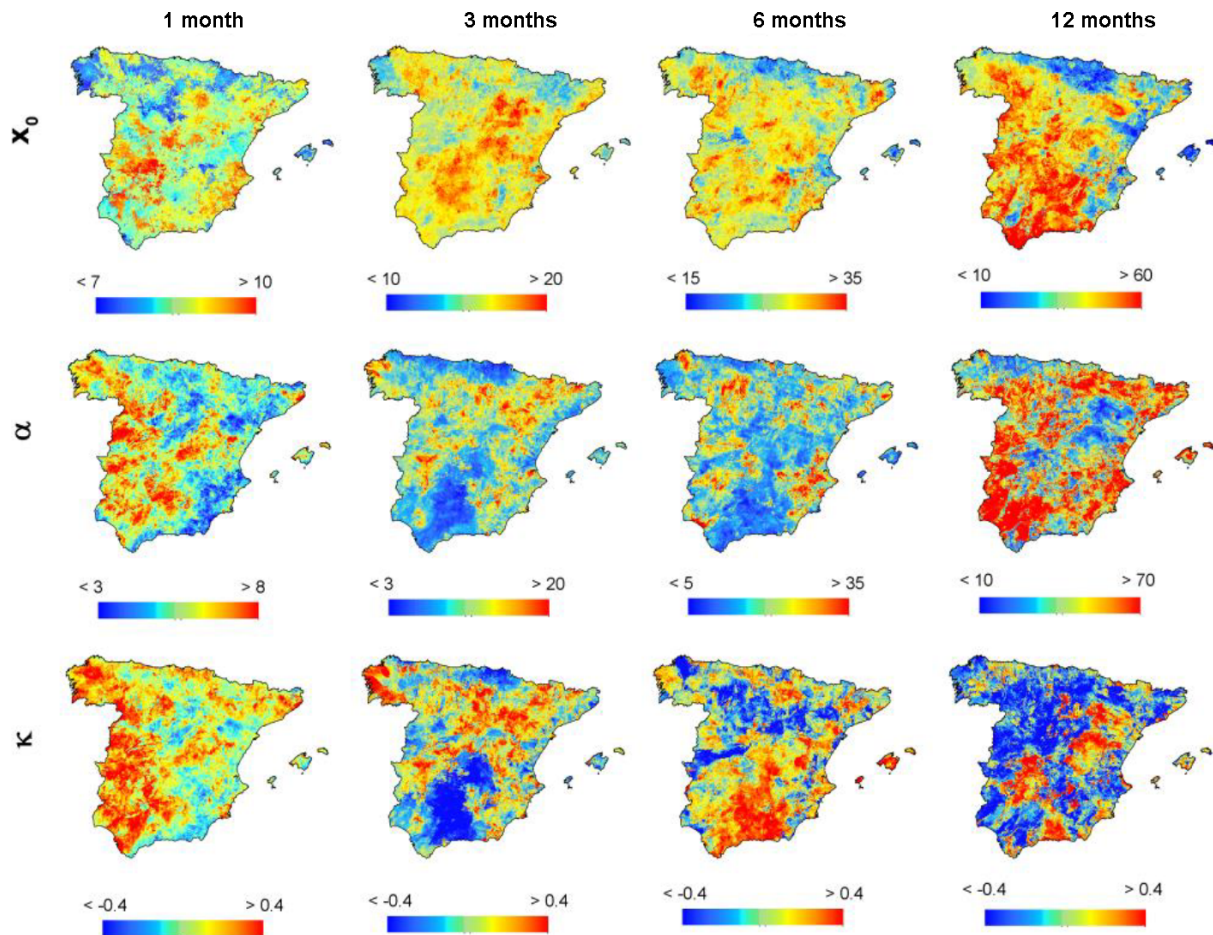 1 month 3 months 6 months 12 months
x₀
< 7 > 10 < 10 > 20 < 15 > 35 < 10 > 60
α
< 3 > 8 < 3 > 20 < 5 > 35 < 10 > 70
κ
< -0.4 > 0.4 < -0.4 > 0.4 < -0.4 > 0.4 < -0.4 > 0.4